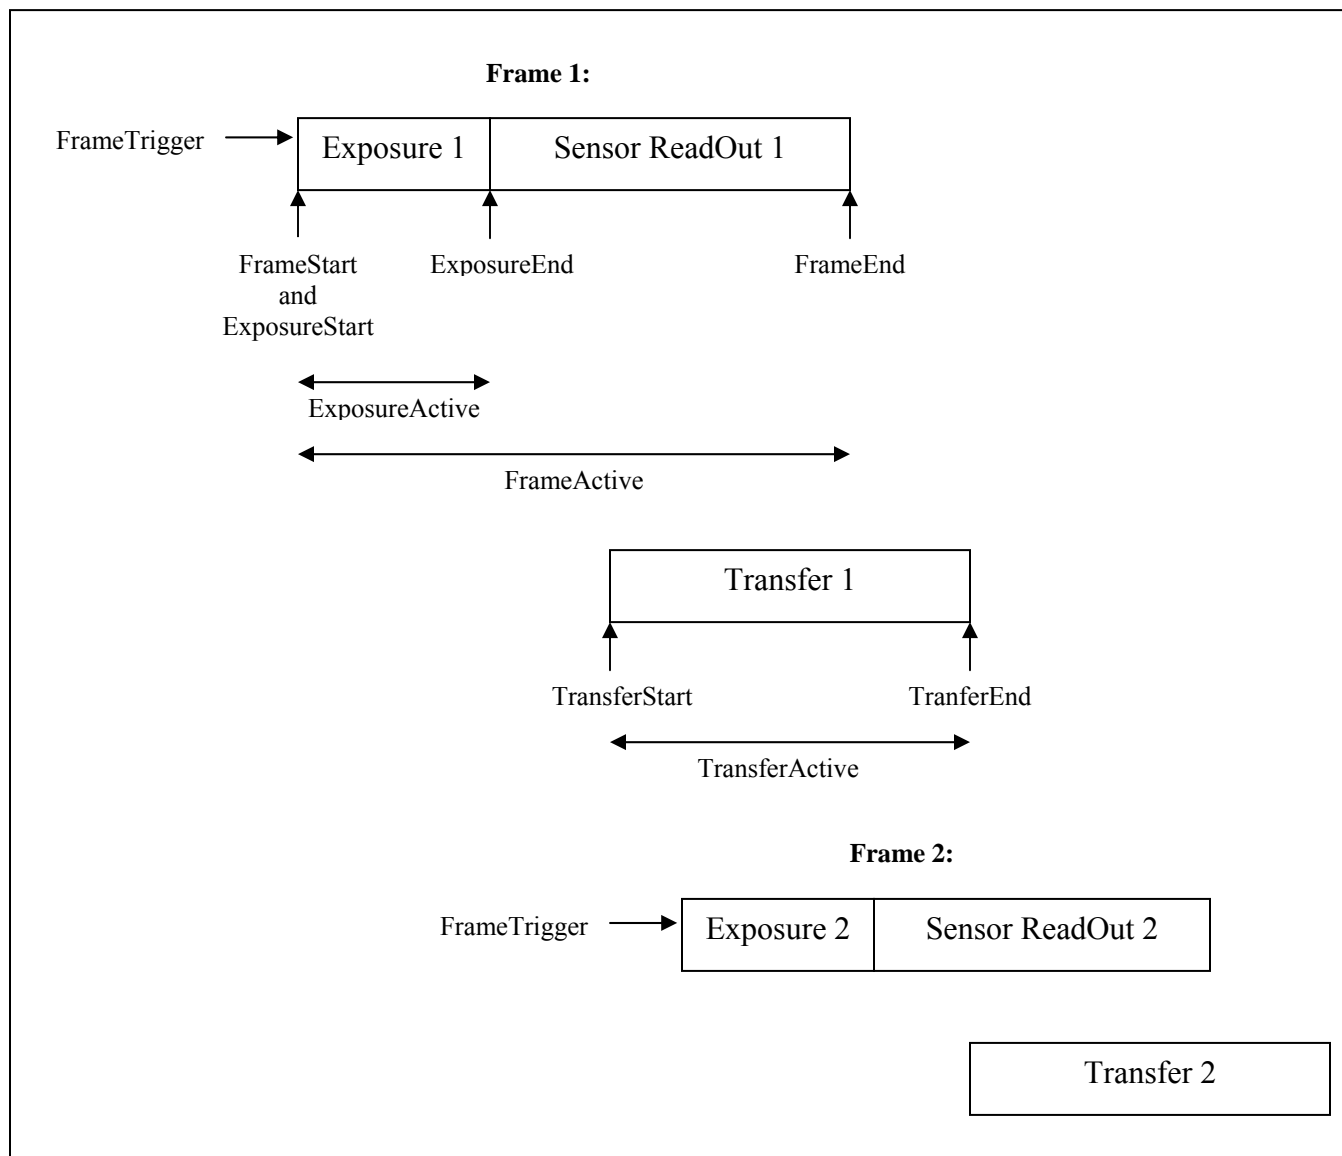 Frame 1:
FrameTrigger
Exposure 1
Sensor ReadOut 1
FrameStart
and
ExposureStart
ExposureEnd
FrameEnd
ExposureActive
FrameActive
Transfer 1
TransferStart
TranferEnd
TransferActive
Frame 2:
FrameTrigger
Exposure 2
Sensor ReadOut 2
Transfer 2